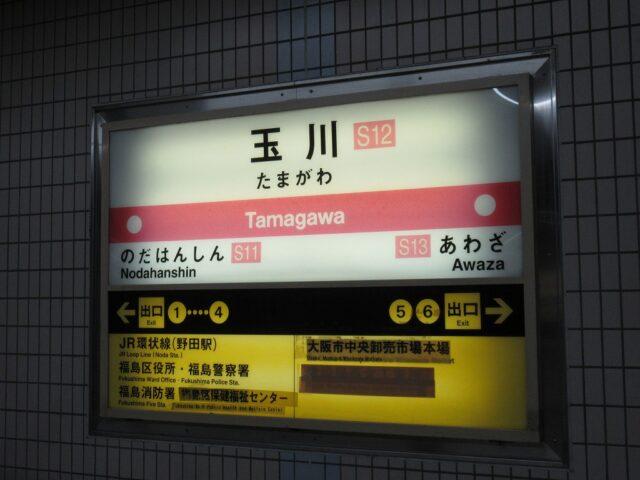 玉川 S12
たまがわ
Tamagawa
のだはんしん S11
Nodahanshin
S13 あわざ
Awaza
← 出口 Exit 1 ····· 4
5 6 出口 Exit →
JR環状線(野田駅)
JR Loop Line (Noda Sta.)
福島区役所・福島警察署
Fukushima Ward Office・Fukushima Police Sta.
福島消防署 福島区保健福祉センター
Fukushima Fire Sta.
大阪市中央卸売市場本場